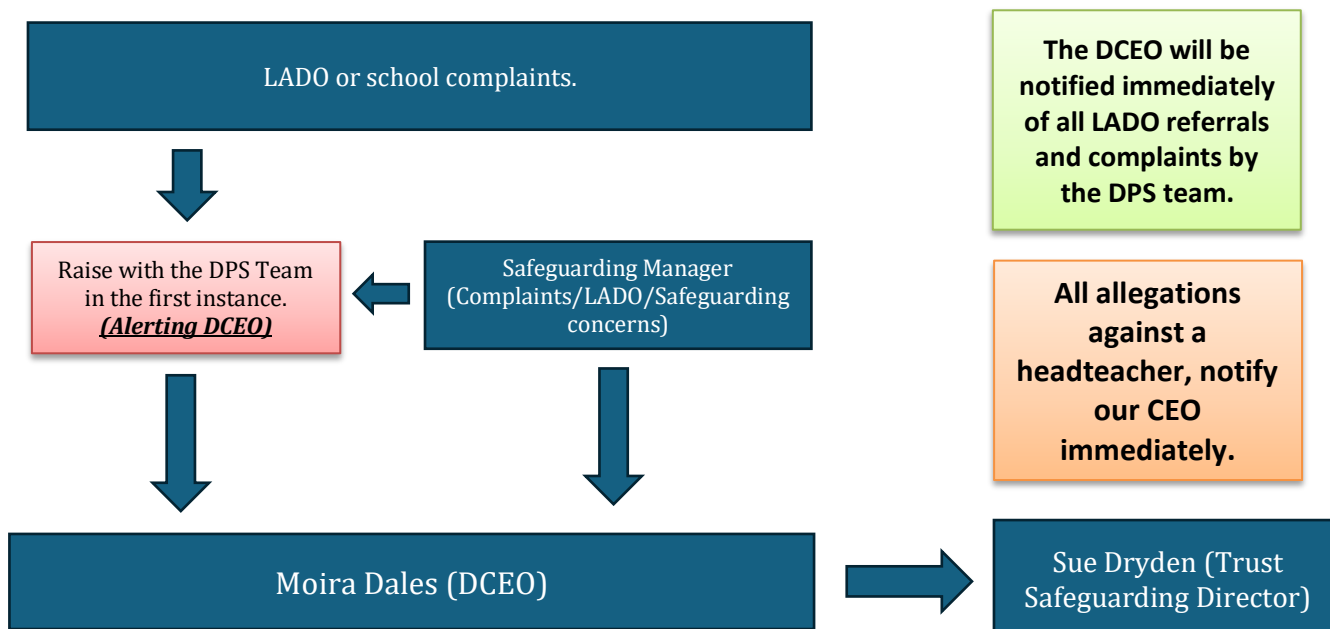 LADO or school complaints.
The DCEO will be
notified immediately
of all LADO referrals
and complaints by
the DPS team.
Raise with the DPS Team
in the first instance.
(Alerting DCEO)
Safeguarding Manager
(Complaints/LADO/Safeguarding
concerns)
All allegations
against a
headteacher, notify
our CEO
immediately.
Moira Dales (DCEO)
Sue Dryden (Trust
Safeguarding Director)